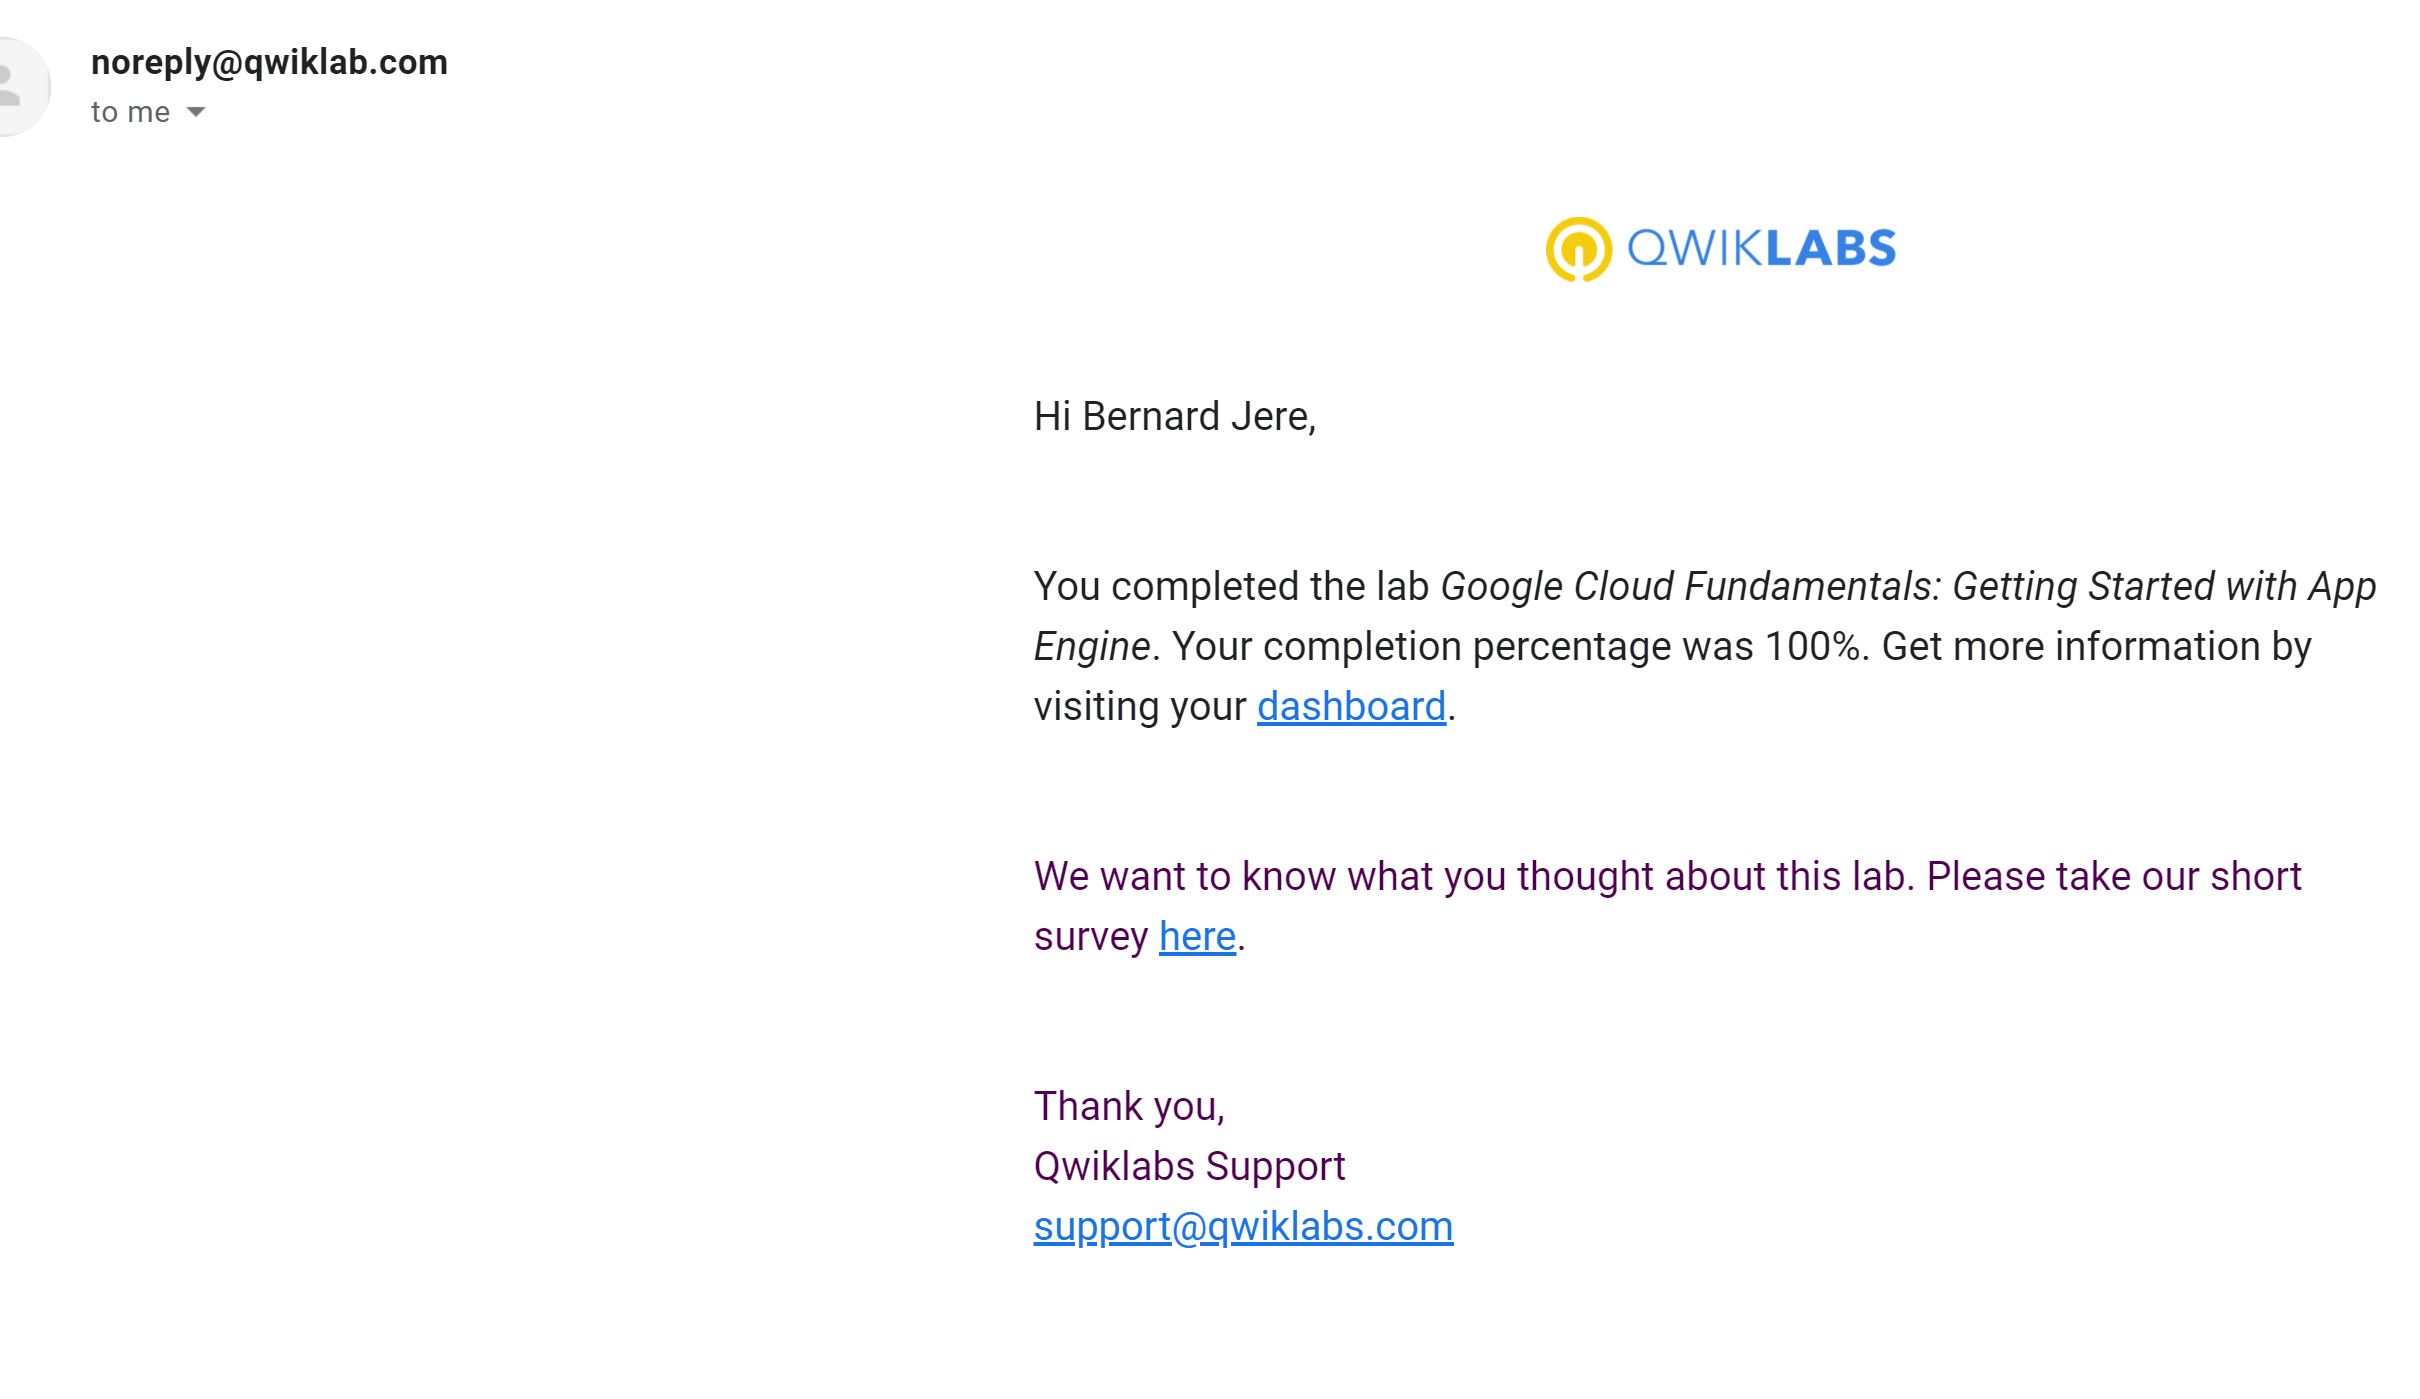 noreply@qwiklab.com
to me
QWIKLABS
Hi Bernard Jere,
You completed the lab Google Cloud Fundamentals: Getting Started with App
Engine. Your completion percentage was 100%. Get more information by
visiting your dashboard.
We want to know what you thought about this lab. Please take our short
survey here.
Thank you,
Qwiklabs Support
support@qwiklabs.com